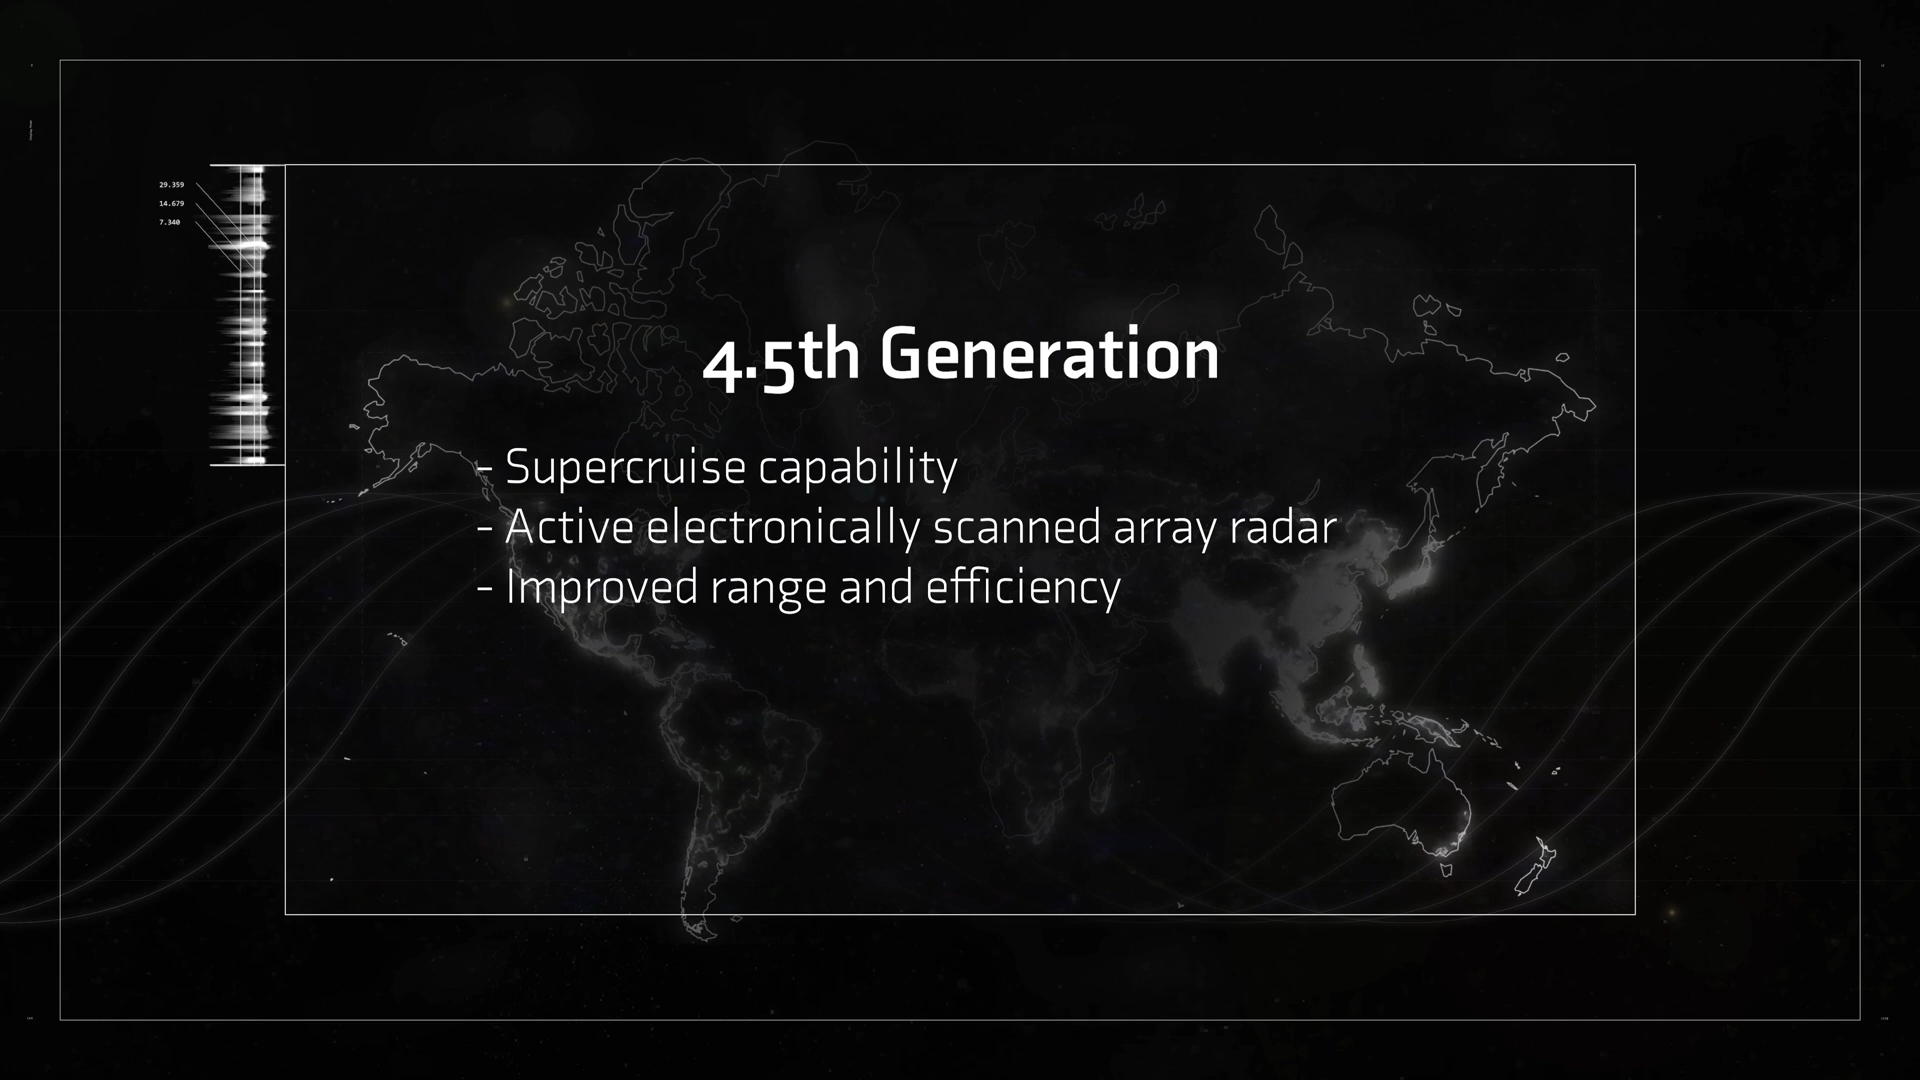 29.359
14.679
7.340
4.5th Generation
- Supercruise capability
- Active electronically scanned array radar
- Improved range and efficiency